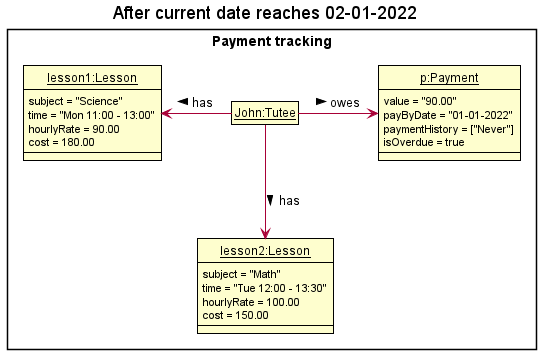 After current date reaches 02-01-2022
Payment tracking
lesson1:Lesson
subject = "Science"
time = "Mon 11:00 - 13:00"
hourlyRate = 90.00
cost = 180.00
has
John:Tutee
owes
p:Payment
value = "90.00"
payByDate = "01-01-2022"
paymentHistory = ["Never"]
isOverdue = true
has
lesson2:Lesson
subject = "Math"
time = "Tue 12:00 - 13:30"
hourlyRate = 100.00
cost = 150.00